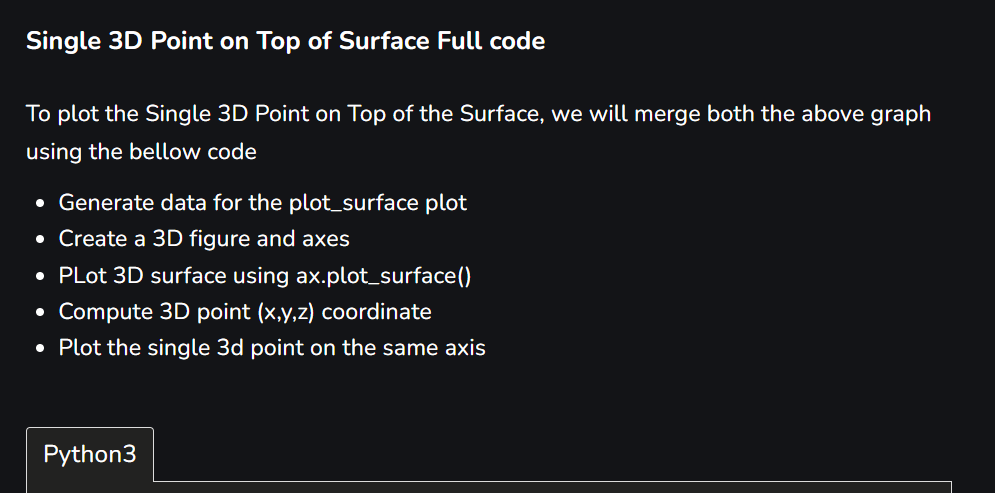 Single 3D Point on Top of Surface Full code
To plot the Single 3D Point on Top of the Surface, we will merge both the above graph
using the bellow code
• Generate data for the plot_surface plot
• Create a 3D figure and axes
• PLot 3D surface using ax.plot_surface()
• Compute 3D point (x,y,z) coordinate
• Plot the single 3d point on the same axis
Python3